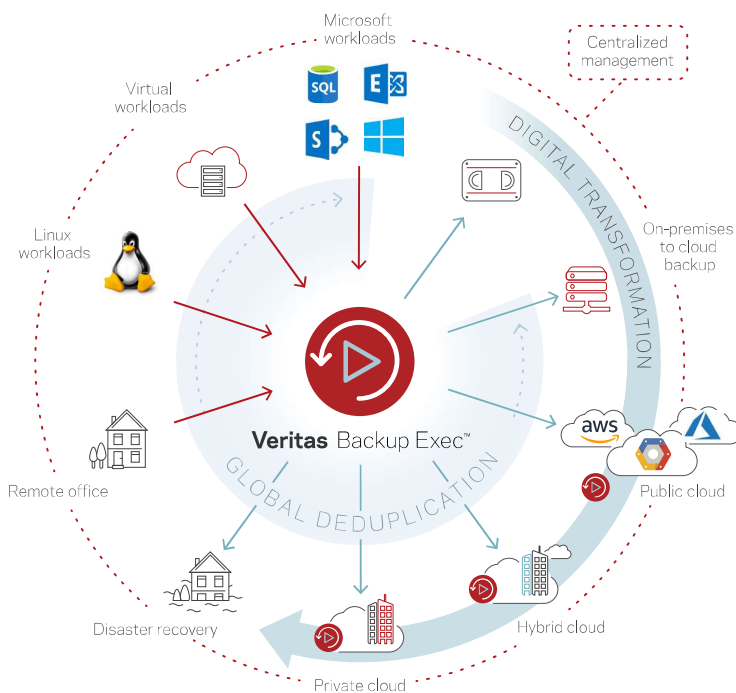 Microsoft
workloads
Centralized
management
Virtual
workloads
SQL
E
S
DIGITAL TRANSFORMATION
Linux
workloads
On-premises
to cloud
backup
aws
Veritas Backup Exec™
GLOBAL DEDUPLICATION
Remote office
Public cloud
Disaster recovery
Hybrid cloud
Private cloud